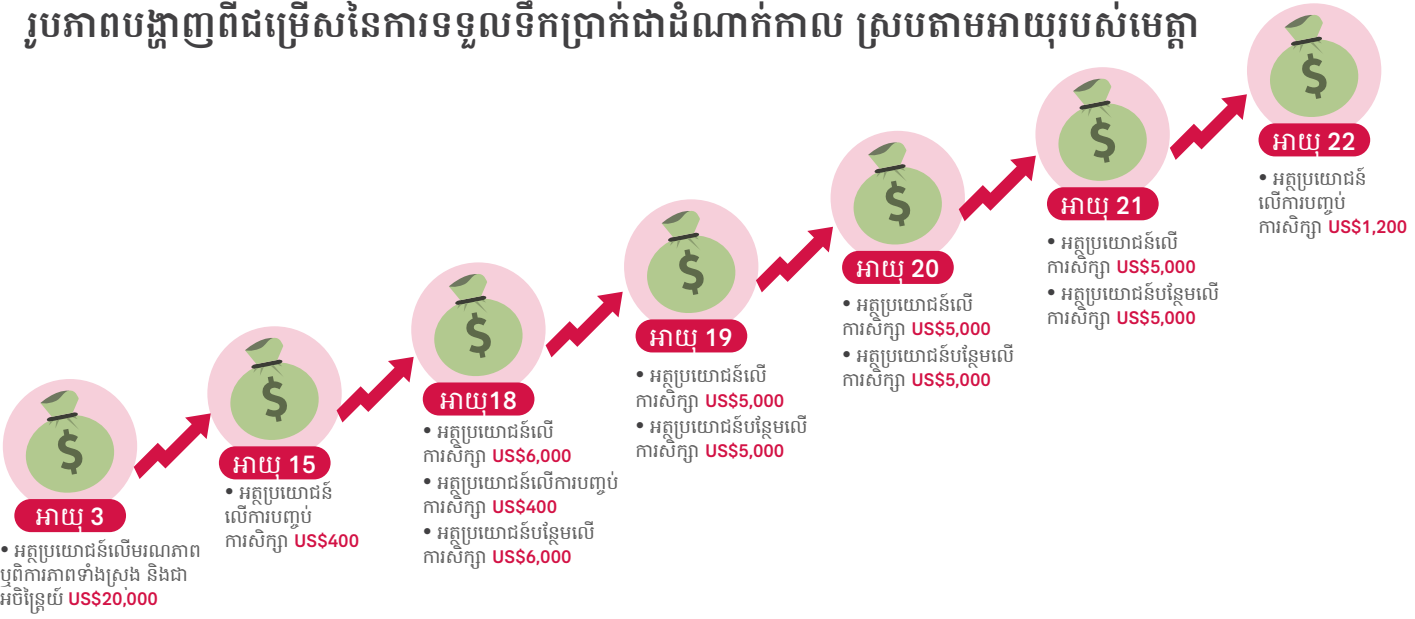 រូបភាពបង្ហាញពីជម្រើសនៃការទទួលទឹកប្រាក់ជាដំណាក់កាល ស្របតាមអាយុរបស់មេត្តា
អាយុ 3
• អត្ថប្រយោជន៍លើមរណភាព
ឬពិការភាពទាំងស្រុង និងជា
អចិន្ត្រៃយ៍ US$20,000
អាយុ 15
• អត្ថប្រយោជន៍
លើការបញ្ចប់
ការសិក្សា US$400
អាយុ18
• អត្ថប្រយោជន៍លើ
ការសិក្សា US$6,000
• អត្ថប្រយោជន៍លើការបញ្ចប់
ការសិក្សា US$400
• អត្ថប្រយោជន៍បន្ថែមលើ
ការសិក្សា US$6,000
អាយុ 19
• អត្ថប្រយោជន៍លើ
ការសិក្សា US$5,000
• អត្ថប្រយោជន៍បន្ថែមលើ
ការសិក្សា US$5,000
អាយុ 20
• អត្ថប្រយោជន៍លើ
ការសិក្សា US$5,000
• អត្ថប្រយោជន៍បន្ថែមលើ
ការសិក្សា US$5,000
អាយុ 21
• អត្ថប្រយោជន៍លើ
ការសិក្សា US$5,000
• អត្ថប្រយោជន៍បន្ថែមលើ
ការសិក្សា US$5,000
អាយុ 22
• អត្ថប្រយោជន៍
លើការបញ្ចប់
ការសិក្សា US$1,200